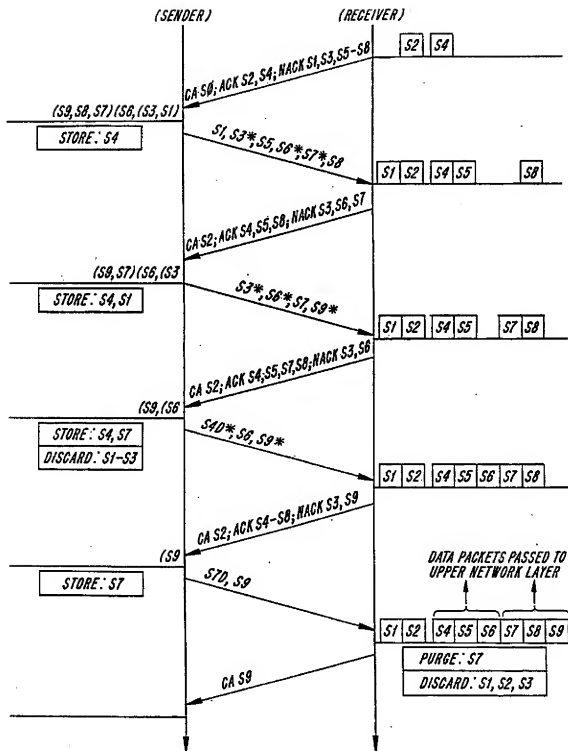 (SENDER)
(RECEIVER)
S2 S4
CA SØ; ACK S2, S4; NACK S1, S3, S5-S8
(S9, S8, S7) (S6, (S3, S1)
STORE: S4
S1, S3*, S5, S6*, S7*, S8
S1 S2 S4 S5 S8
CA S2; ACK S4, S5, S8; NACK S3, S6, S7
(S9, S7) (S6, (S3
STORE: S4, S1
S3*, S6*, S7, S9*
S1 S2 S4 S5 S7 S8
CA S2; ACK S4; S5, S7, S8; NACK S3, S6
(S9, (S6
STORE: S4, S7
DISCARD: S1-S3
S4D*, S6, S9*
S1 S2 S4 S5 S6 S7 S8
CA S2; ACK S4-S8; NACK S3, S9
(S9
STORE: S7
S7D, S9
DATA PACKETS PASSED TO
UPPER NETWORK LAYER
S1 S2 S4 S5 S6 S7 S8 S9
PURGE: S7
DISCARD: S1, S2, S3
CA S9